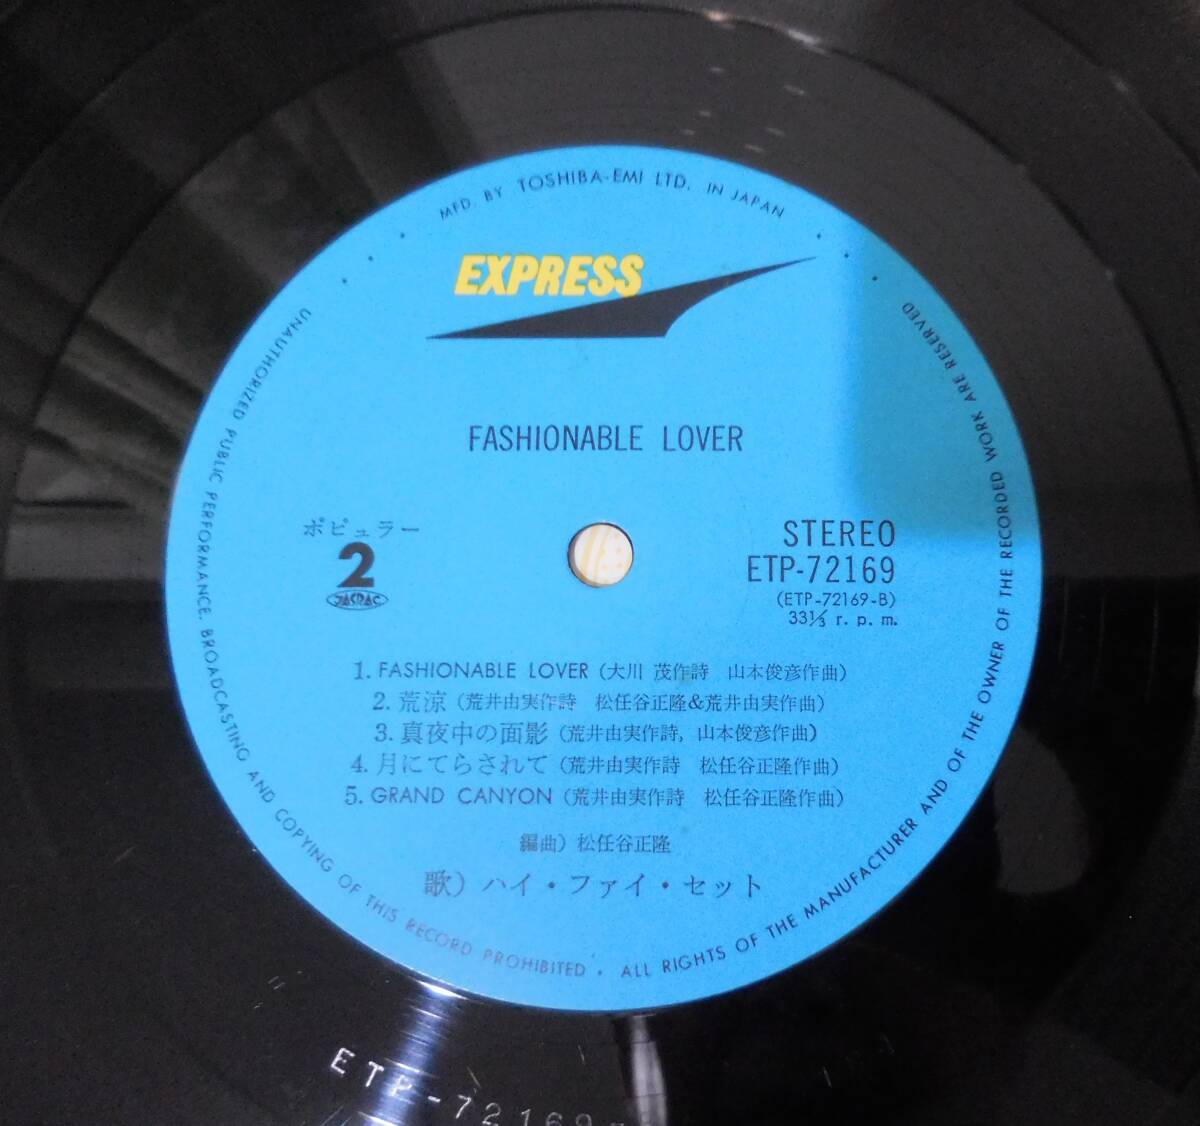 MFD. BY TOSHIBA-EMI LTD. IN JAPAN
EXPRESS
FASHIONABLE LOVER
ポピュラー
2
JASRAC
STEREO
ETP-72169
(ETP-72169-B)
33⅓ r. p. m.
1. FASHIONABLE LOVER (大川 茂作詩 山本俊彦作曲)
2. 荒涼 (荒井由実作詩 松任谷正隆&荒井由実作曲)
3. 真夜中の面影 (荒井由実作詩, 山本俊彦作曲)
4. 月にてらされて (荒井由実作詩 松任谷正隆作曲)
5. GRAND CANYON (荒井由実作詩 松任谷正隆作曲)
編曲) 松任谷正隆
歌) ハイ・ファイ・セット
UNAUTHORIZED PUBLIC PERFORMANCE, BROADCASTING AND COPYING OF THIS RECORD PROHIBITED • ALL RIGHTS OF THE MANUFACTURER AND OF THE OWNER OF THE RECORDED WORK ARE RESERVED
ETP-72169-